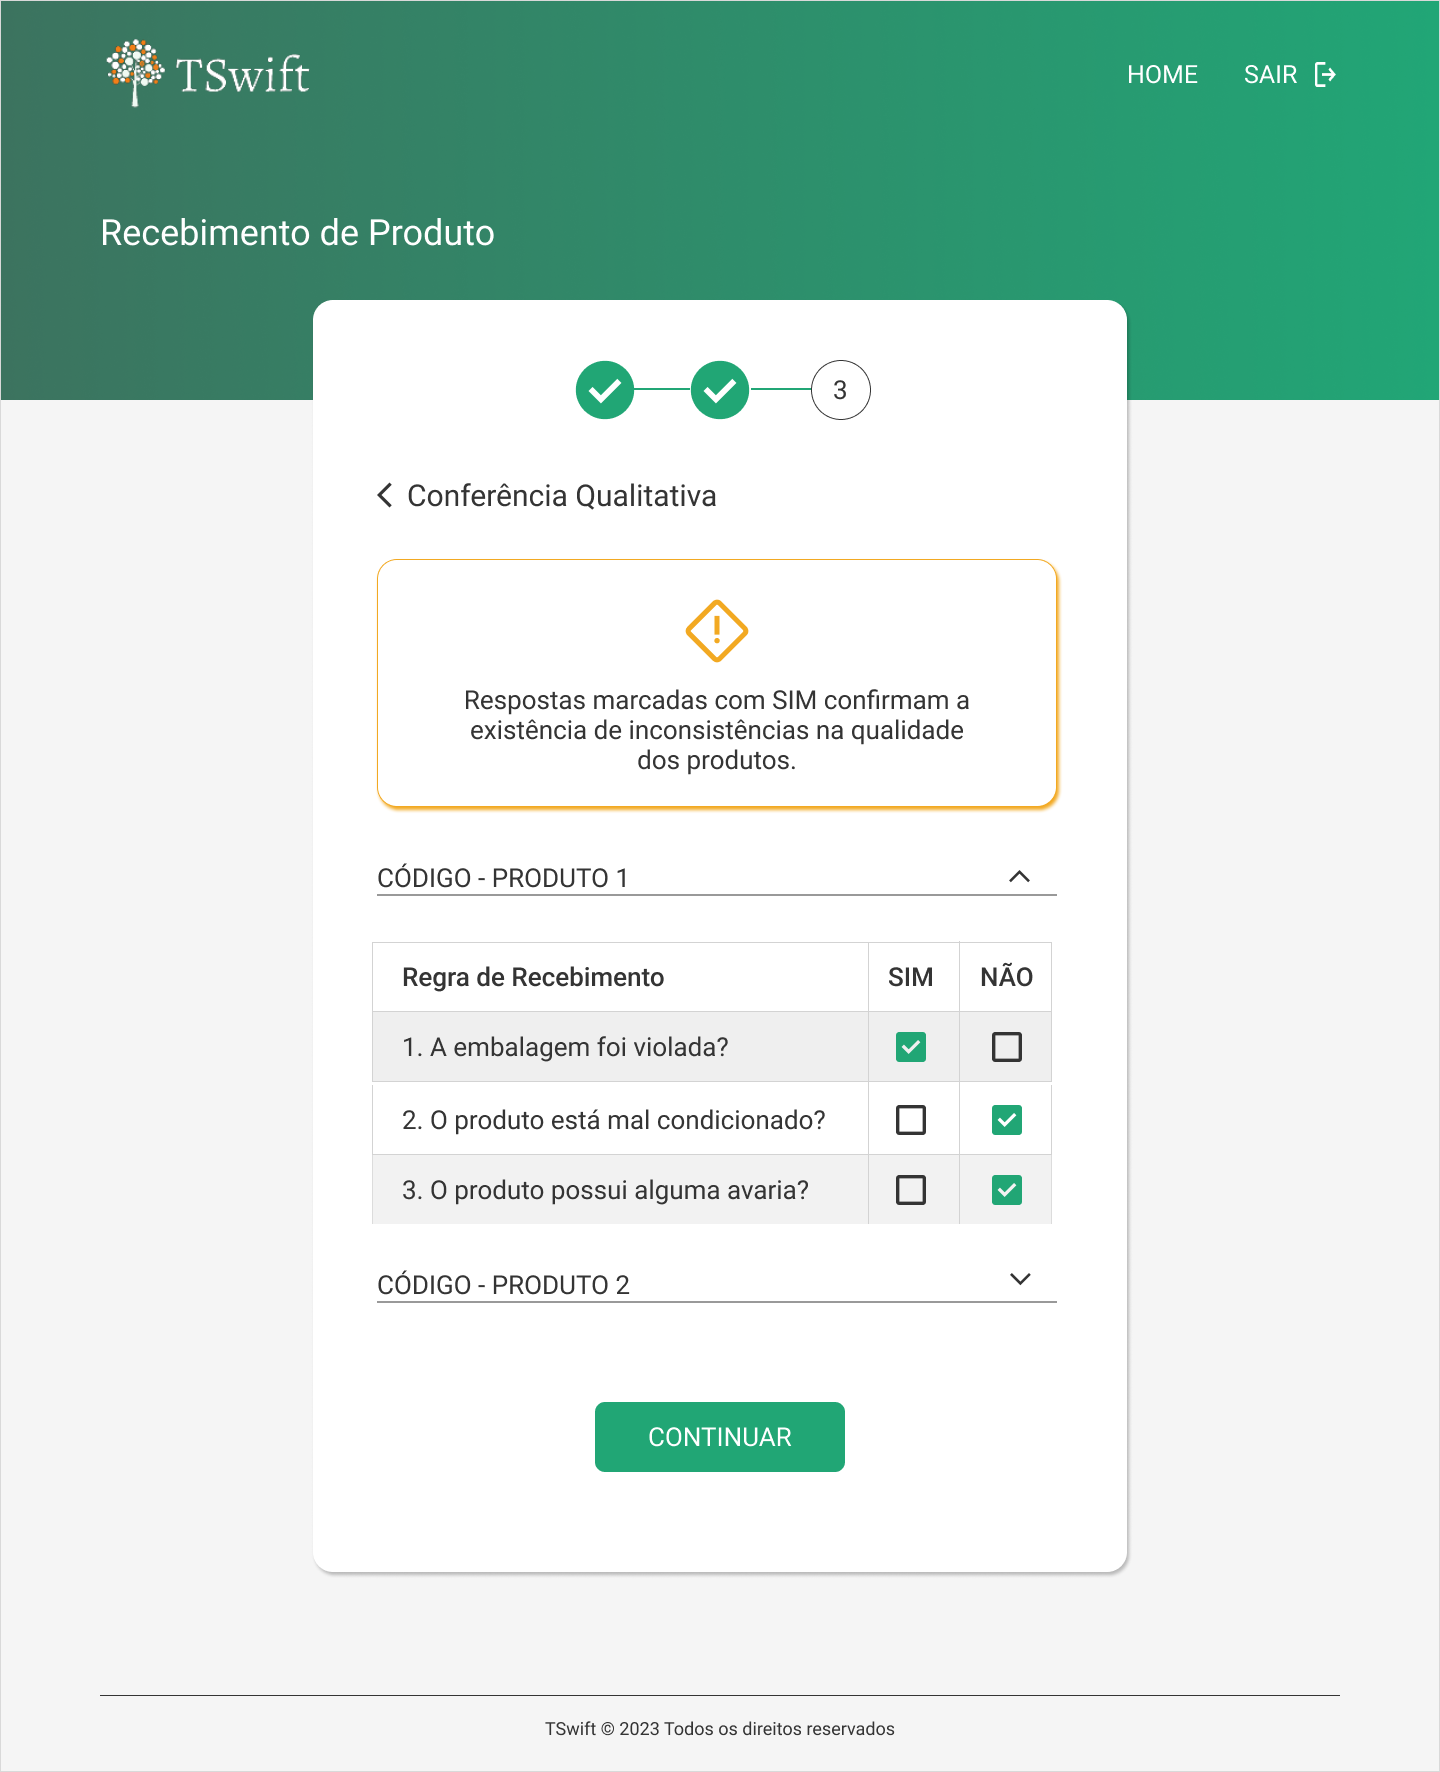 TSwift
HOME
SAIR
Recebimento de Produto
3
Conferência Qualitativa
Respostas marcadas com SIM confirmam a
existência de inconsistências na qualidade
dos produtos.
CÓDIGO - PRODUTO 1
Regra de Recebimento SIM NÃO
1. A embalagem foi violada?
2. O produto está mal condicionado?
3. O produto possui alguma avaria?
CÓDIGO - PRODUTO 2
CONTINUAR
TSwift © 2023 Todos os direitos reservados